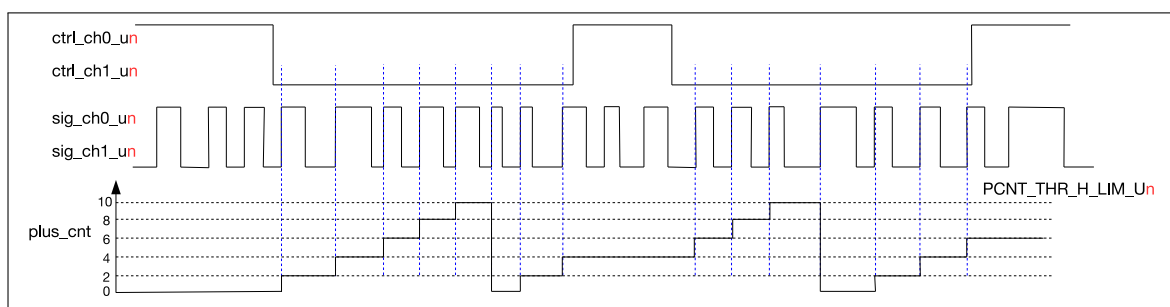 ctrl_ch0_un
ctrl_ch1_un
sig_ch0_un
sig_ch1_un
PCNT_THR_H_LIM_Un
plus_cnt
10
8
6
4
2
0